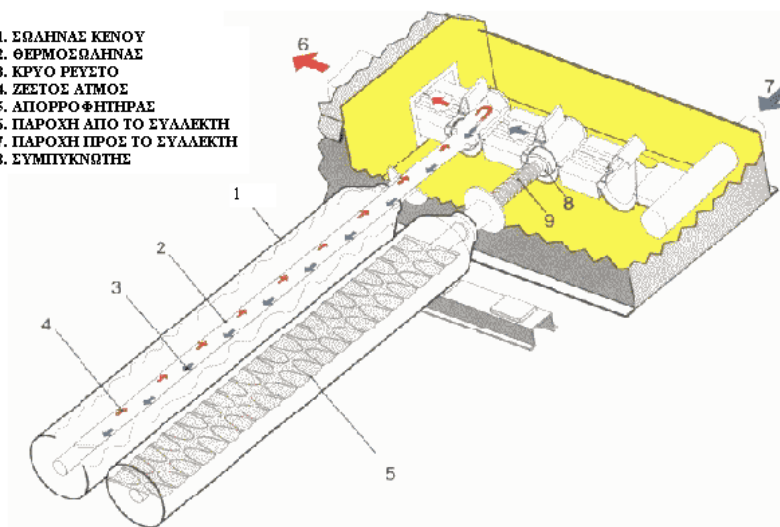 1. ΣΩΛΗΝΑΣ ΚΕΝΟΥ
2. ΘΕΡΜΟΣΩΛΗΝΑΣ
3. ΚΡΥΟ ΡΕΥΣΤΟ
4. ΖΕΣΤΟΣ ΑΤΜΟΣ
5. ΑΠΟΡΡΟΦΗΤΗΡΑΣ
6. ΠΑΡΟΧΗ ΑΠΟ ΤΟ ΣΥΛΛΕΚΤΗ
7. ΠΑΡΟΧΗ ΠΡΟΣ ΤΟ ΣΥΛΛΕΚΤΗ
8. ΣΥΜΠΥΚΝΩΤΗΣ
6
7
1
8
9
2
3
4
5